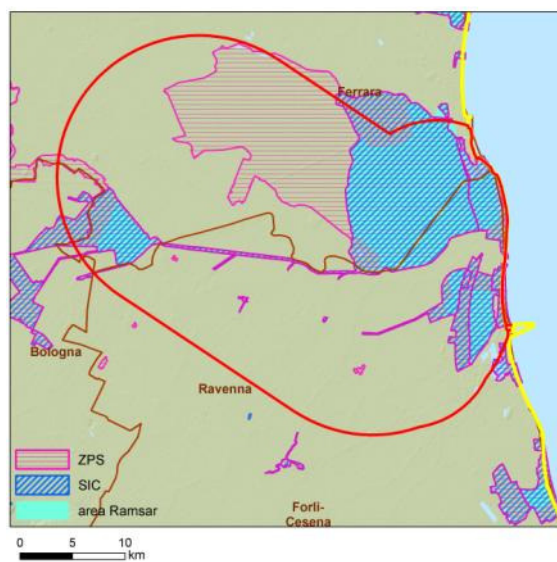 Ferrara
Bologna
Ravenna
Forlì-
Cesena
ZPS
SIC
area Ramsar
0 5 10
km